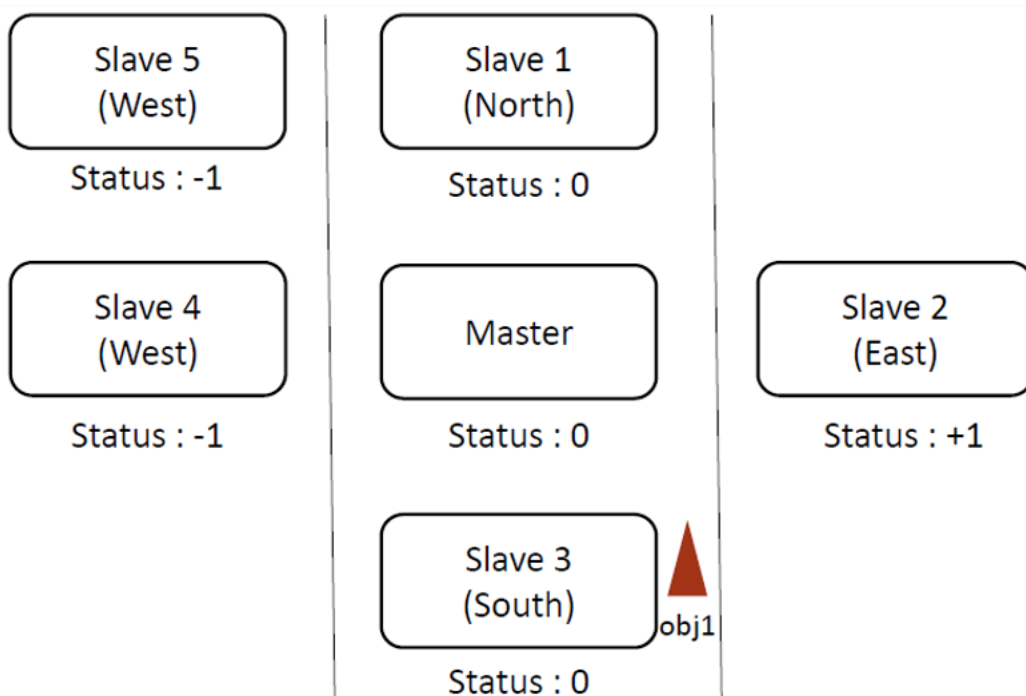 Slave 5
(West)
Status : -1
Slave 1
(North)
Status : 0
Slave 4
(West)
Status : -1
Master
Status : 0
Slave 2
(East)
Status : +1
Slave 3
(South)
Status : 0
obj1